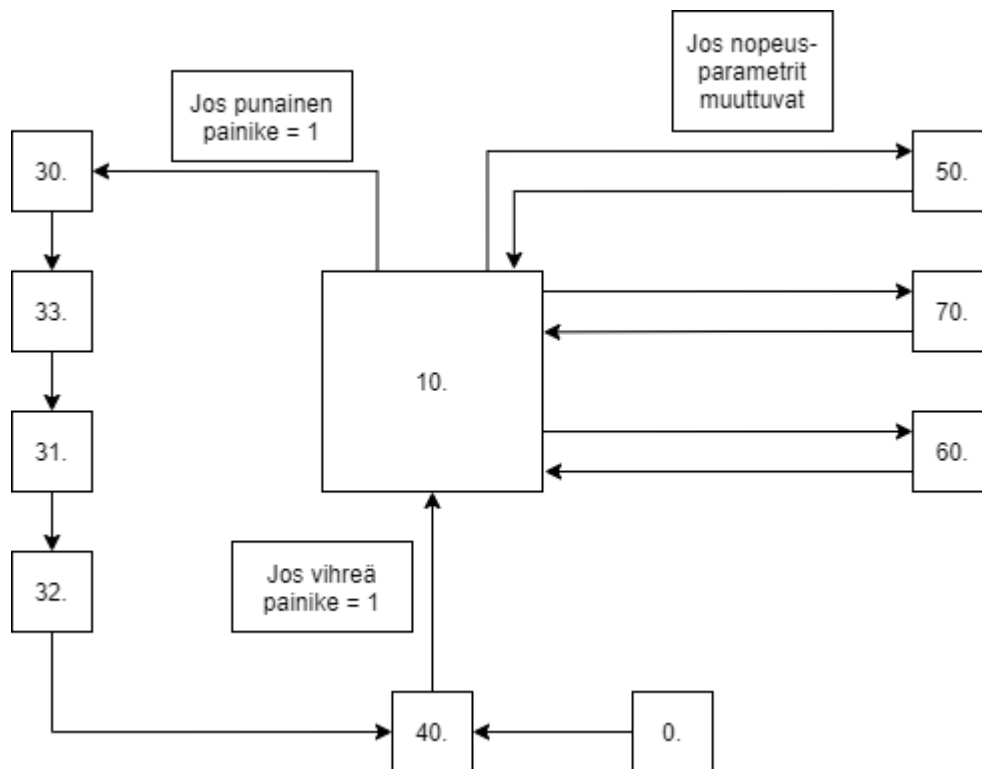 Jos nopeus-
parametrit
muuttuvat
Jos punainen
painike = 1
30.
50.
33.
70.
10.
31.
60.
Jos vihreä
painike = 1
32.
40.
0.